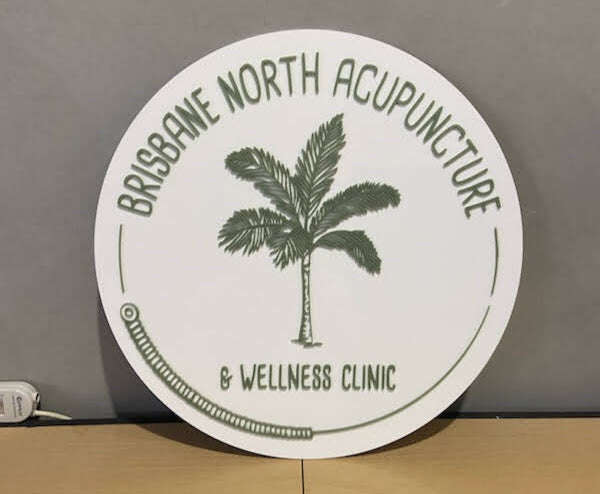 BRISBANE NORTH ACUPUNCTURE
& WELLNESS CLINIC